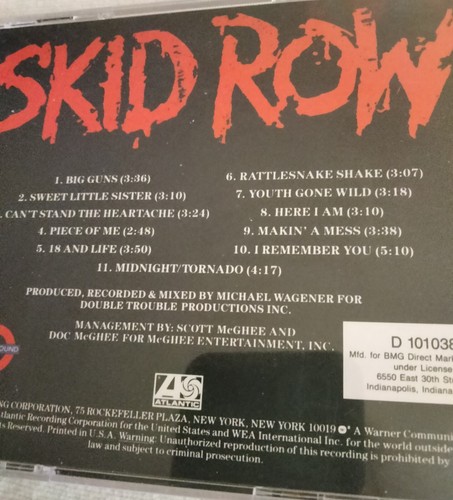 SKID ROW
1. BIG GUNS (3:36)
2. SWEET LITTLE SISTER (3:10)
. CAN'T STAND THE HEARTACHE (3:24)
4. PIECE OF ME (2:48)
5. 18 AND LIFE (3:50)
6. RATTLESNAKE SHAKE (3:07)
7. YOUTH GONE WILD (3:18)
8. HERE I AM (3:10)
9. MAKIN' A MESS (3:38)
10. I REMEMBER YOU (5:10)
11. MIDNIGHT/TORNADO (4:17)
PRODUCED, RECORDED & MIXED BY MICHAEL WAGENER FOR
DOUBLE TROUBLE PRODUCTIONS INC.
MANAGEMENT BY: SCOTT McGHEE AND
DOC McGHEE FOR McGHEE ENTERTAINMENT, INC.
OUND
D 101038
Mfd. for BMG Direct Mar
under License
6550 East 30th St
Indianapolis, Indiana
ATLANTIC
NG CORPORATION, 75 ROCKEFELLER PLAZA, NEW YORK, NEW YORK 10019 A Warner Commun
tlantic Recording Corporation for the United States and WEA International Inc. for the world outside
ts Reserved. Printed in U.S.A. Warning: Unauthorized reproduction of this recording is prohibited by
law and subject to criminal prosecution.